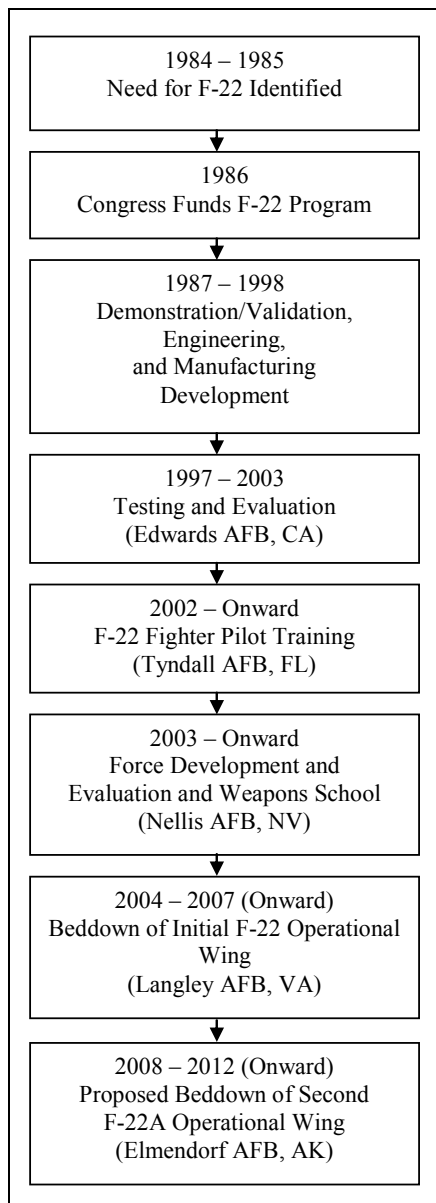 1984 – 1985
Need for F-22 Identified
1986
Congress Funds F-22 Program
1987 – 1998
Demonstration/Validation,
Engineering,
and Manufacturing
Development
1997 – 2003
Testing and Evaluation
(Edwards AFB, CA)
2002 – Onward
F-22 Fighter Pilot Training
(Tyndall AFB, FL)
2003 – Onward
Force Development and
Evaluation and Weapons School
(Nellis AFB, NV)
2004 – 2007 (Onward)
Beddown of Initial F-22 Operational
Wing
(Langley AFB, VA)
2008 – 2012 (Onward)
Proposed Beddown of Second
F-22A Operational Wing
(Elmendorf AFB, AK)